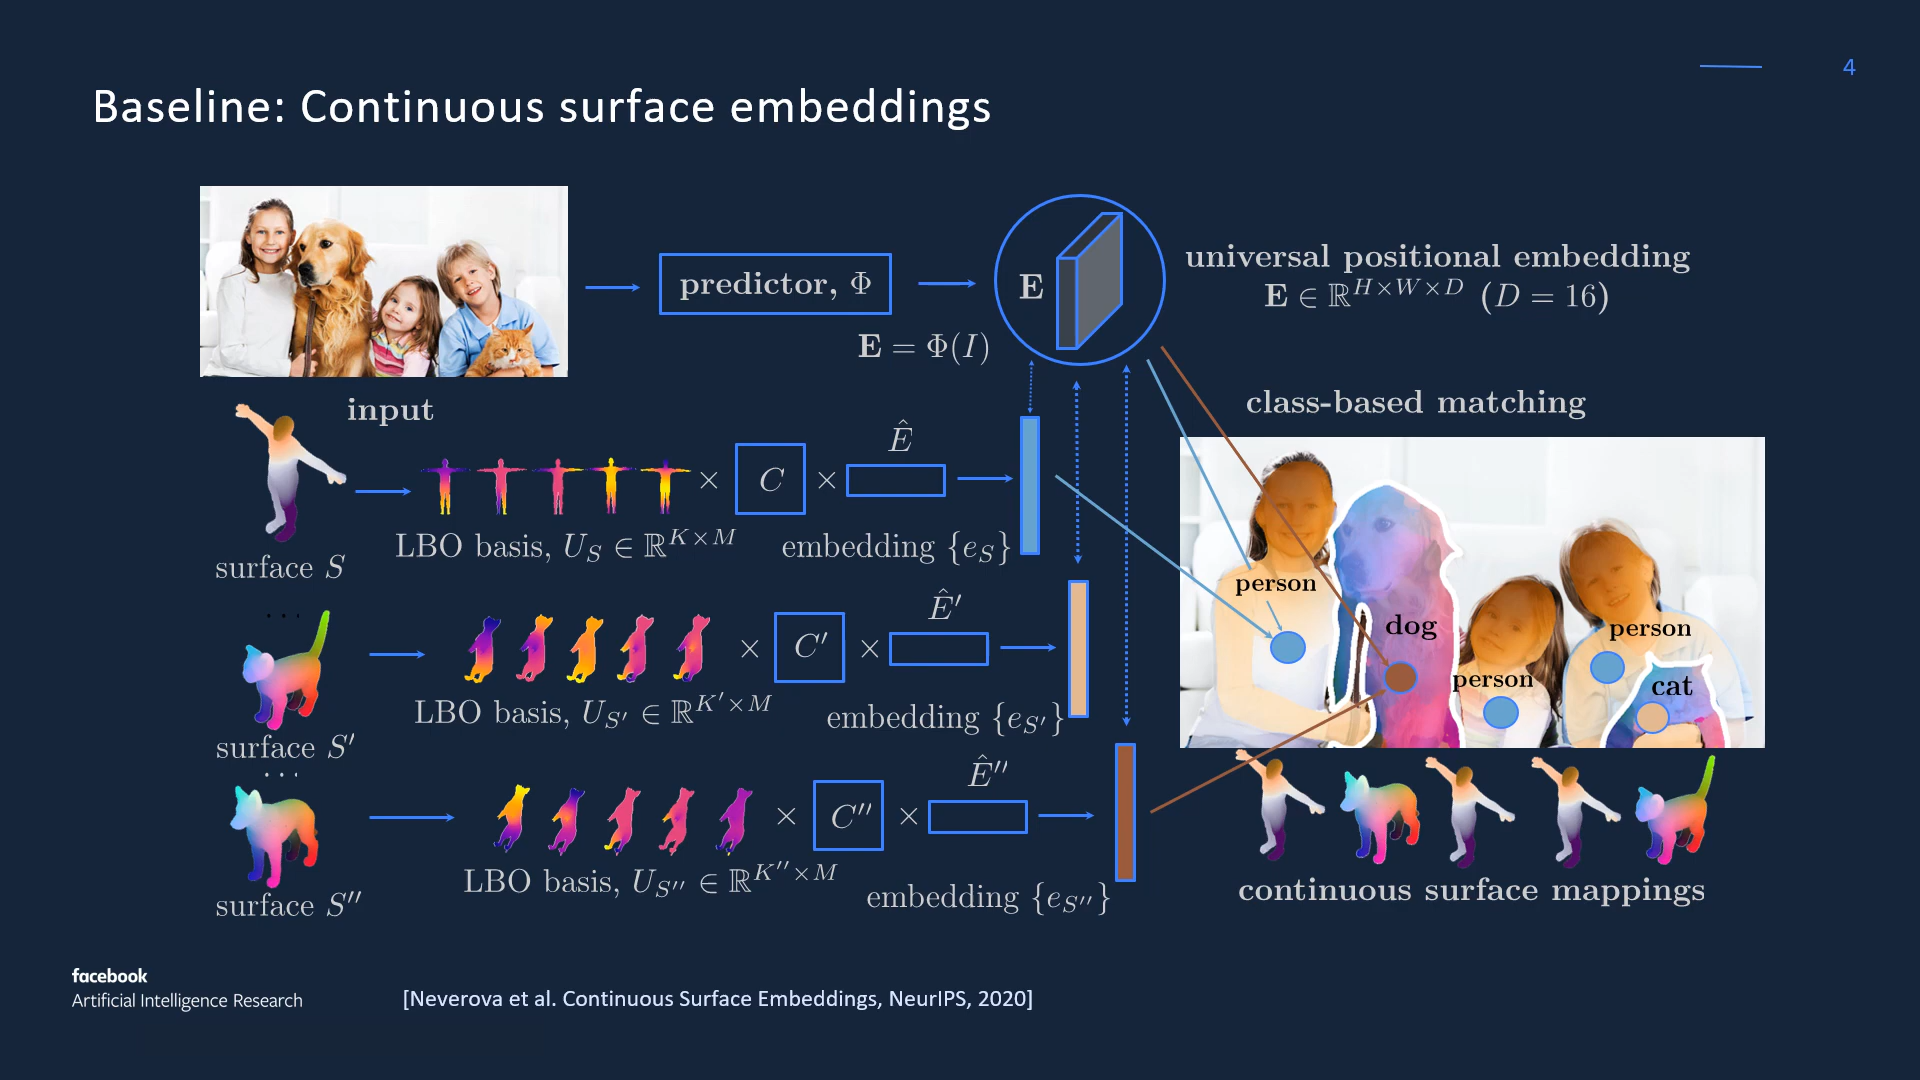 4
Baseline: Continuous surface embeddings
predictor, Φ
E
universal positional embedding
E ∈ ℝ^{H×W×D} (D = 16)
E = Φ(I)
input
class-based matching
surface S
× C × Ê
LBO basis, U_S ∈ ℝ^{K×M}
embedding {e_S}
...
surface S′
× C′ × Ê′
LBO basis, U_{S′} ∈ ℝ^{K′×M}
embedding {e_{S′}}
...
surface S″
× C″ × Ê″
LBO basis, U_{S″} ∈ ℝ^{K″×M}
embedding {e_{S″}}
person
dog
person
person
cat
continuous surface mappings
facebook
Artificial Intelligence Research
[Neverova et al. Continuous Surface Embeddings, NeurIPS, 2020]